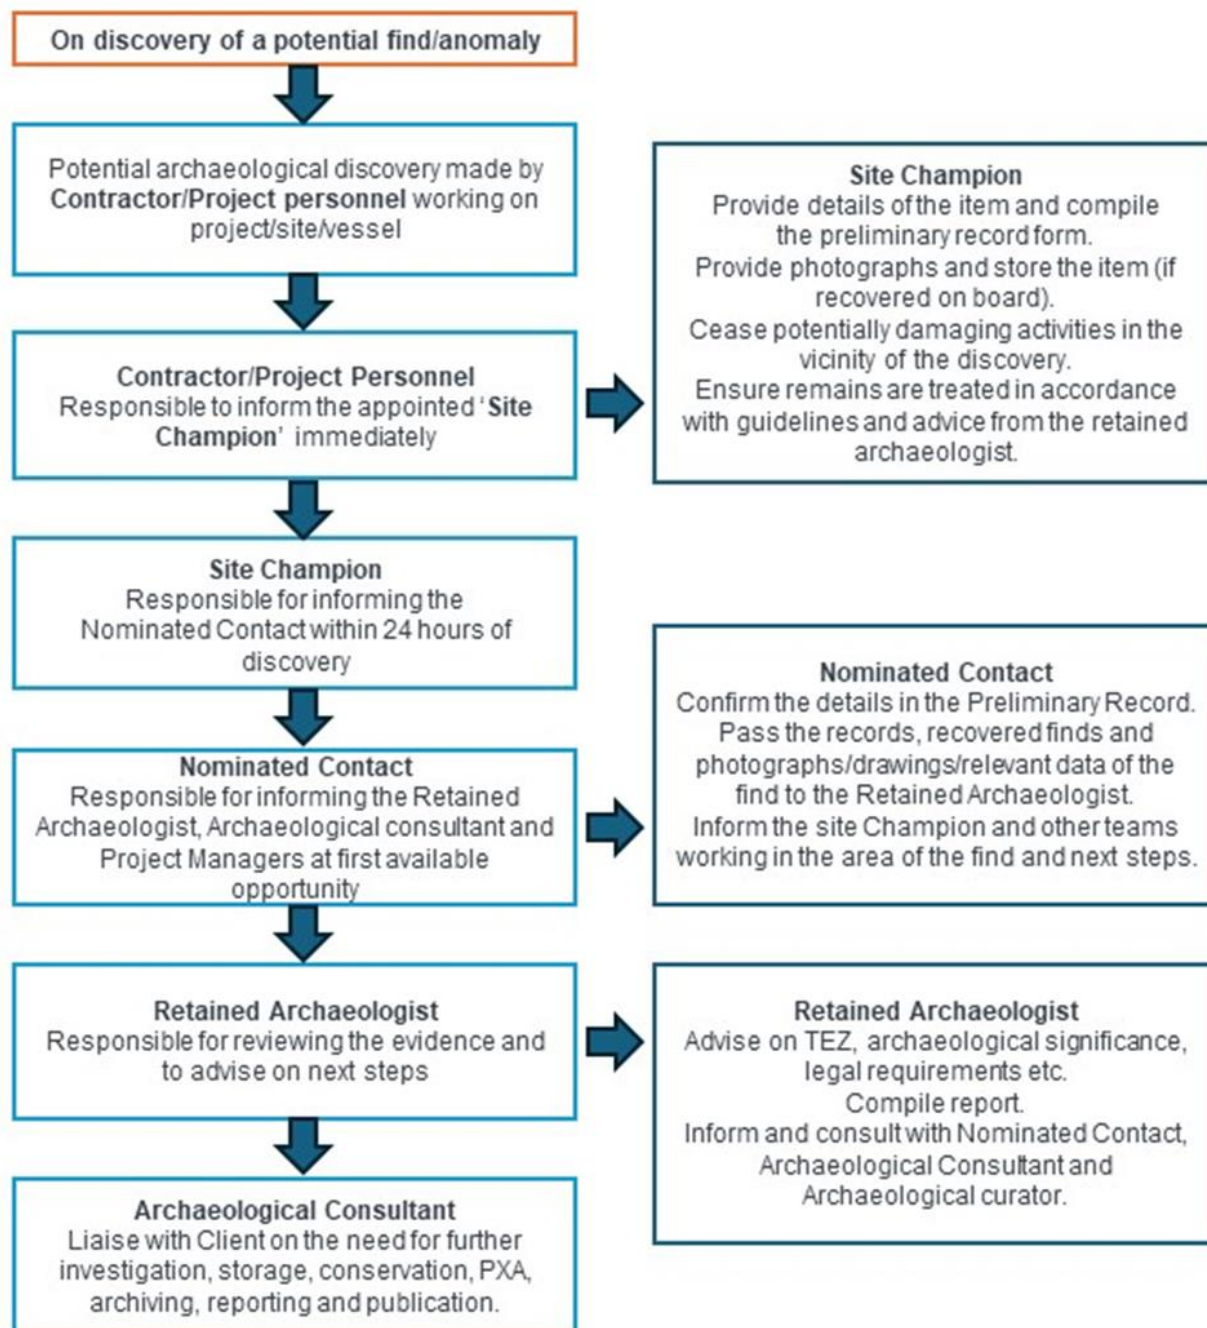 On discovery of a potential find/anomaly
Potential archaeological discovery made by
Contractor/Project personnel working on
project/site/vessel
Contractor/Project Personnel
Responsible to inform the appointed ‘Site
Champion’ immediately
Site Champion
Provide details of the item and compile
the preliminary record form.
Provide photographs and store the item (if
recovered on board).
Cease potentially damaging activities in the
vicinity of the discovery.
Ensure remains are treated in accordance
with guidelines and advice from the retained
archaeologist.
Site Champion
Responsible for informing the
Nominated Contact within 24 hours of
discovery
Nominated Contact
Responsible for informing the Retained
Archaeologist, Archaeological consultant and
Project Managers at first available
opportunity
Nominated Contact
Confirm the details in the Preliminary Record.
Pass the records, recovered finds and
photographs/drawings/relevant data of the
find to the Retained Archaeologist.
Inform the site Champion and other teams
working in the area of the find and next steps.
Retained Archaeologist
Responsible for reviewing the evidence and
to advise on next steps
Retained Archaeologist
Advise on TEZ, archaeological significance,
legal requirements etc.
Compile report.
Inform and consult with Nominated Contact,
Archaeological Consultant and
Archaeological curator.
Archaeological Consultant
Liaise with Client on the need for further
investigation, storage, conservation, PXA,
archiving, reporting and publication.